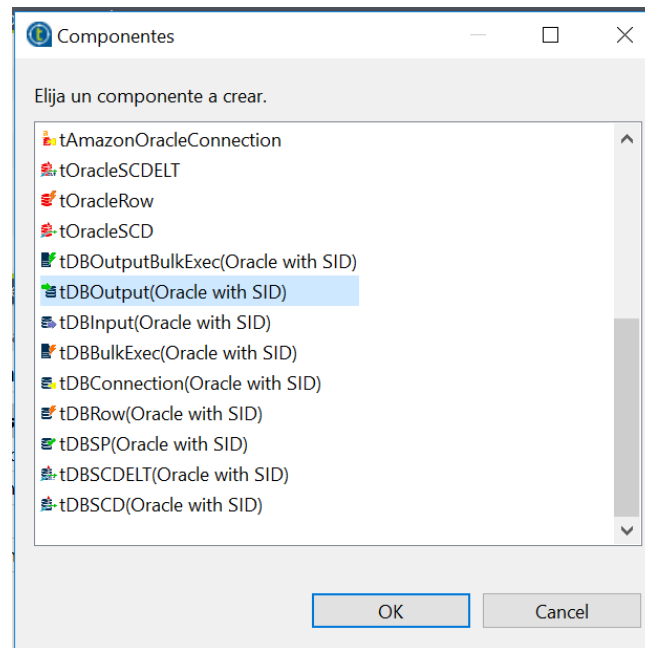 Componentes
Elija un componente a crear.
tAmazonOracleConnection
tOracleSCDELT
tOracleRow
tOracleSCD
tDBOutputBulkExec(Oracle with SID)
tDBOutput(Oracle with SID)
tDBInput(Oracle with SID)
tDBBulkExec(Oracle with SID)
tDBConnection(Oracle with SID)
tDBRow(Oracle with SID)
tDBSP(Oracle with SID)
tDBSCDELT(Oracle with SID)
tDBSCD(Oracle with SID)
OK Cancel